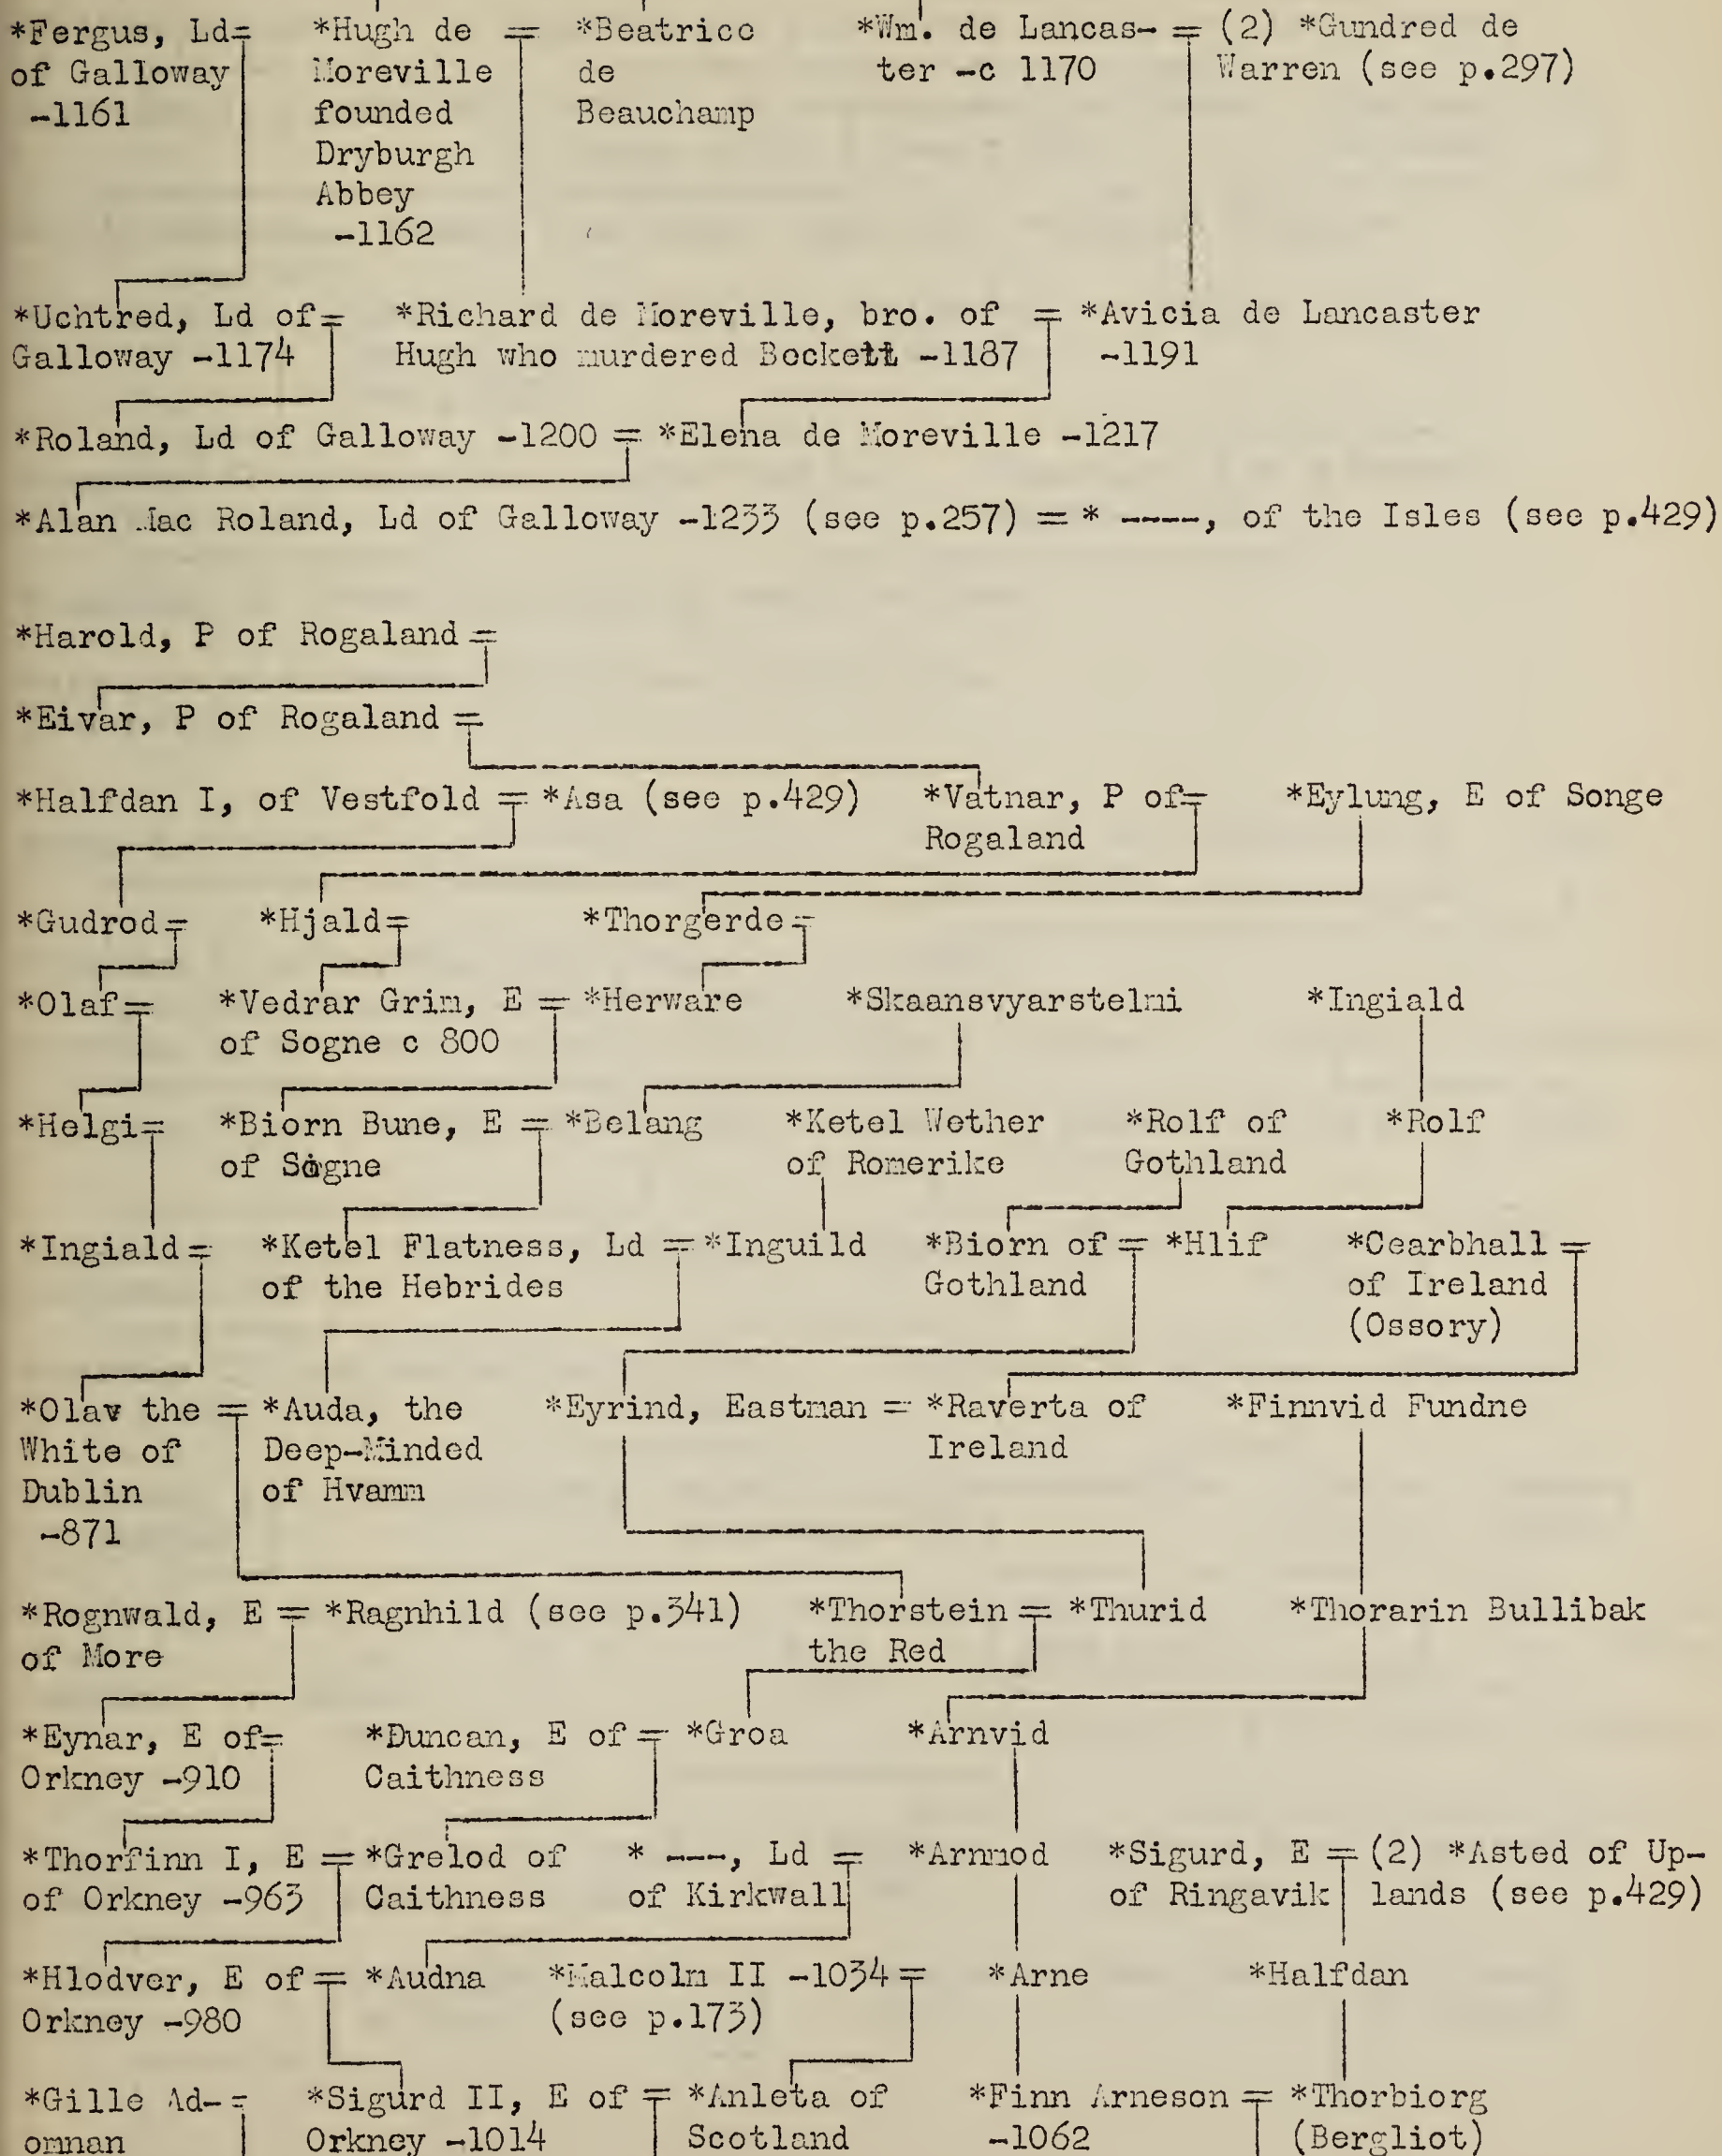 *Fergus, Ld= *Hugh de = *Beatrice *Wm. de Lancas- = (2) *Gundred de
of Galloway Moreville de ter -c 1170 Warren (see p.297)
-1161 founded Beauchamp
Dryburgh
Abbey
-1162
*Uchtred, Ld of= *Richard de Moreville, bro. of = *Avicia de Lancaster
Galloway -1174 Hugh who murdered Beckett -1187 -1191
*Roland, Ld of Galloway -1200 = *Elena de Moreville -1217
*Alan Mac Roland, Ld of Galloway -1233 (see p.257) = * ----, of the Isles (see p.429)
*Harold, P of Rogaland =
*Eivar, P of Rogaland =
*Halfdan I, of Vestfold = *Asa (see p.429) *Vatnar, P of= *Eylung, E of Songe
Rogaland
*Gudrod= *Hjald= *Thorgerde=
*Olaf= *Vedrar Grim, E = *Herware *Skaansvyarstelmi *Ingiald
of Sogne c 800
*Helgi= *Biorn Bune, E = *Belang *Ketel Wether *Rolf of *Rolf
of Sogne of Romerike Gothland
*Ingiald= *Ketel Flatness, Ld = *Inguild *Biorn of = *Hlif *Cearbhall =
of the Hebrides Gothland of Ireland
(Ossory)
*Olav the = *Auda, the *Eyrind, Eastman = *Raverta of *Finnvid Fundne
White of Deep-Minded Ireland
Dublin of Hvamm
-871
*Rognwald, E = *Ragnhild (see p.341) *Thorstein = *Thurid *Thorarin Bullibak
of More the Red
*Eynar, E of= *Duncan, E of = *Groa *Arnvid
Orkney -910 Caithness
*Thorfinn I, E = *Grelod of * ---, Ld = *Arnmod *Sigurd, E = (2) *Asted of Up-
of Orkney -963 Caithness of Kirkwall of Ringavik lands (see p.429)
*Hlodver, E of = *Audna *Malcolm II -1034 = *Arne *Halfdan
Orkney -980 (see p.173)
*Gille Ad- = *Sigurd II, E of = *Anleta of *Finn Arneson = *Thorbiorg
omnan Orkney -1014 Scotland -1062 (Bergliot)